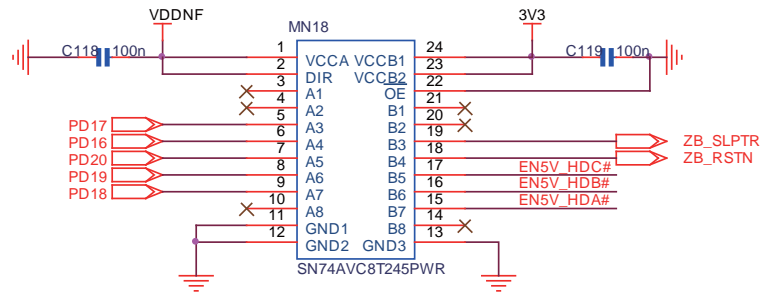 VDDNF
MN18
3V3
C118 100n
C119 100n
1 VCCA VCCB1 24
2 DIR VCCB2 23
3 A1 OE 22
4 A2 B1 21
PD17 5 A3 B2 20
PD16 6 A4 B3 19 ZB_SLPTR
PD20 7 A5 B4 18 ZB_RSTN
PD19 8 A6 B5 17 EN5V_HDC#
PD18 9 A7 B6 16 EN5V_HDB#
10 A8 B7 15 EN5V_HDA#
11 GND1 B8 14
12 GND2 GND3 13
SN74AVC8T245PWR